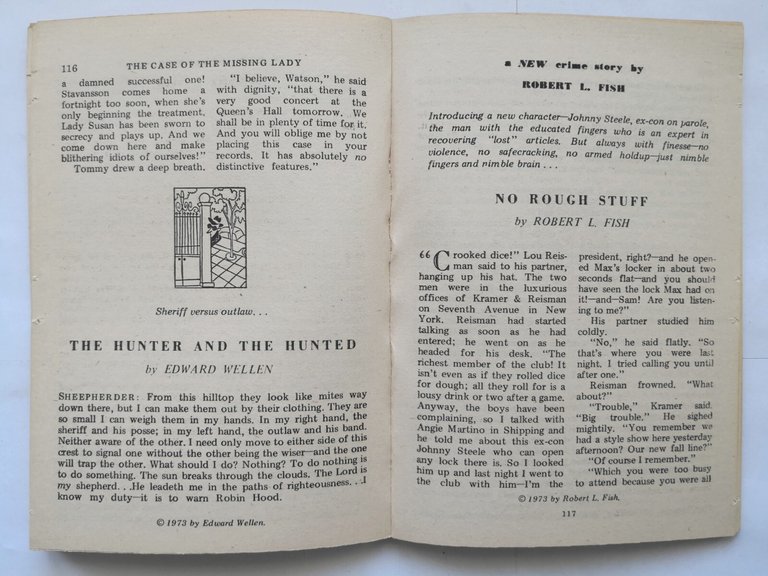 116 THE CASE OF THE MISSING LADY
a damned successful one!
Stavansson comes home a
fortnight too soon, when she's
only beginning the treatment.
Lady Susan has been sworn to
secrecy and plays up. And we
come down here and make
blithering idiots of ourselves!"
Tommy drew a deep breath.
"I believe, Watson," he said
with dignity, "that there is a
very good concert at the
Queen's Hall tomorrow. We
shall be in plenty of time for it.
And you will oblige me by not
placing this case in your
records. It has absolutely no
distinctive features."
Sheriff versus outlaw...
THE HUNTER AND THE HUNTED
by EDWARD WELLEN
SHEEPHERDER: From this hilltop they look like mites way
down there, but I can make them out by their clothing. They are
so small I can weigh them in my hands. In my right hand, the
sheriff and his posse; in my left hand, the outlaw and his band.
Neither aware of the other. I need only move to either side of this
crest to signal one without the other being the wiser—and the one
will trap the other. What should I do? Nothing? To do nothing is
to do something. The sun breaks through the clouds. The Lord is
my shepherd...He leadeth me in the paths of righteousness...I
know my duty—it is to warn Robin Hood.
© 1973 by Edward Wellen.
a NEW crime story by
ROBERT L. FISH
Introducing a new character—Johnny Steele, ex-con on parole,
the man with the educated fingers who is an expert in
recovering "lost" articles. But always with finesse—no
violence, no safecracking, no armed holdup—just nimble
fingers and nimble brain...
NO ROUGH STUFF
by ROBERT L. FISH
"Crooked dice!" Lou Reis-
man said to his partner,
hanging up his hat. The two
men were in the luxurious
offices of Kramer & Reisman
on Seventh Avenue in New
York. Reisman had started
talking as soon as he had
entered; he went on as he
headed for his desk. "The
richest member of the club! It
isn't even as if they rolled dice
for dough; all they roll for is a
lousy drink or two after a game.
Anyway, the boys have been
complaining, so I talked with
Angie Martino in Shipping and
he told me about this ex-con
Johnny Steele who can open
any lock there is. So I looked
him up and last night I went to
the club with him—I'm the
president, right?—and he open-
ed Max's locker in about two
seconds flat—and you should
have seen the lock Max had on
it!—and—Sam! Are you listen-
ing to me?"
His partner studied him
coldly.
"No," he said flatly. "So
that's where you were last
night. I tried calling you until
after one."
Reisman frowned. "What
about?"
"Trouble," Kramer said.
"Big trouble." He sighed
mightily. "You remember we
had a style show here yesterday
afternoon? Our new fall line?"
"Of course I remember."
"Which you were too busy
to attend because you were all
© 1973 by Robert L. Fish.
117